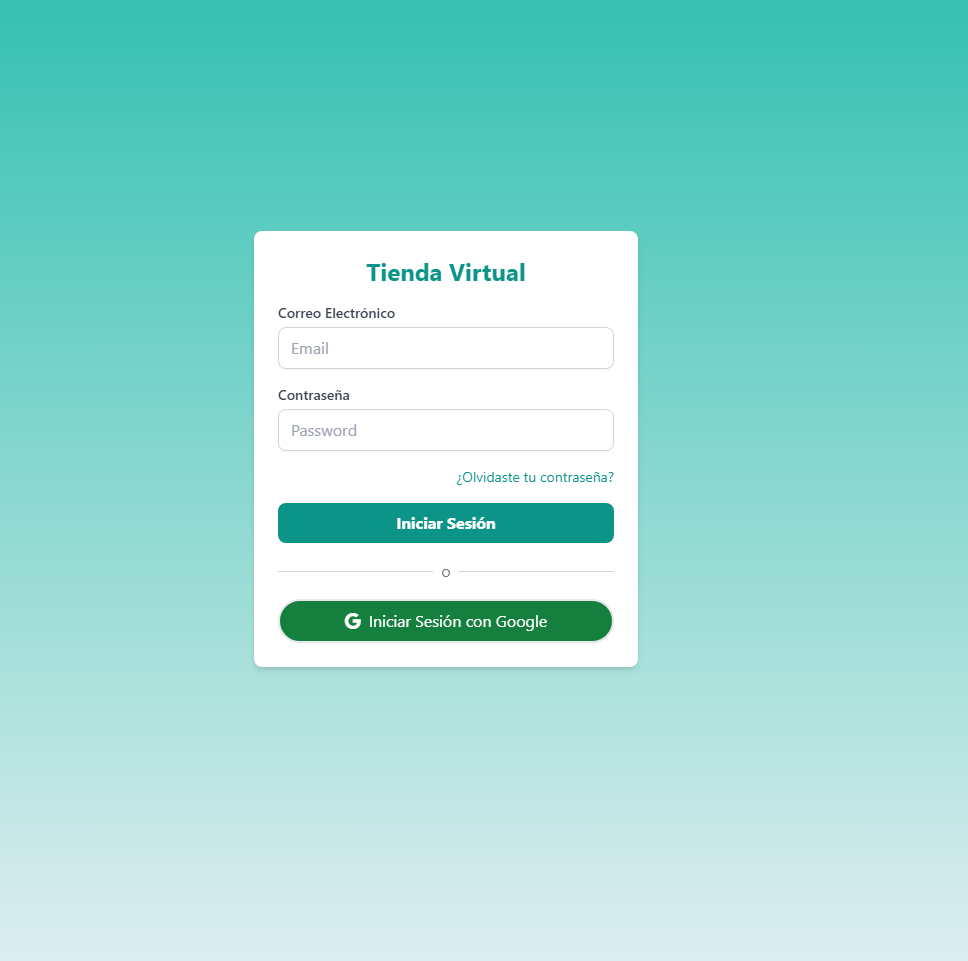 Tienda Virtual
Correo Electrónico
Email
Contraseña
Password
¿Olvidaste tu contraseña?
Iniciar Sesión
O
G Iniciar Sesión con Google